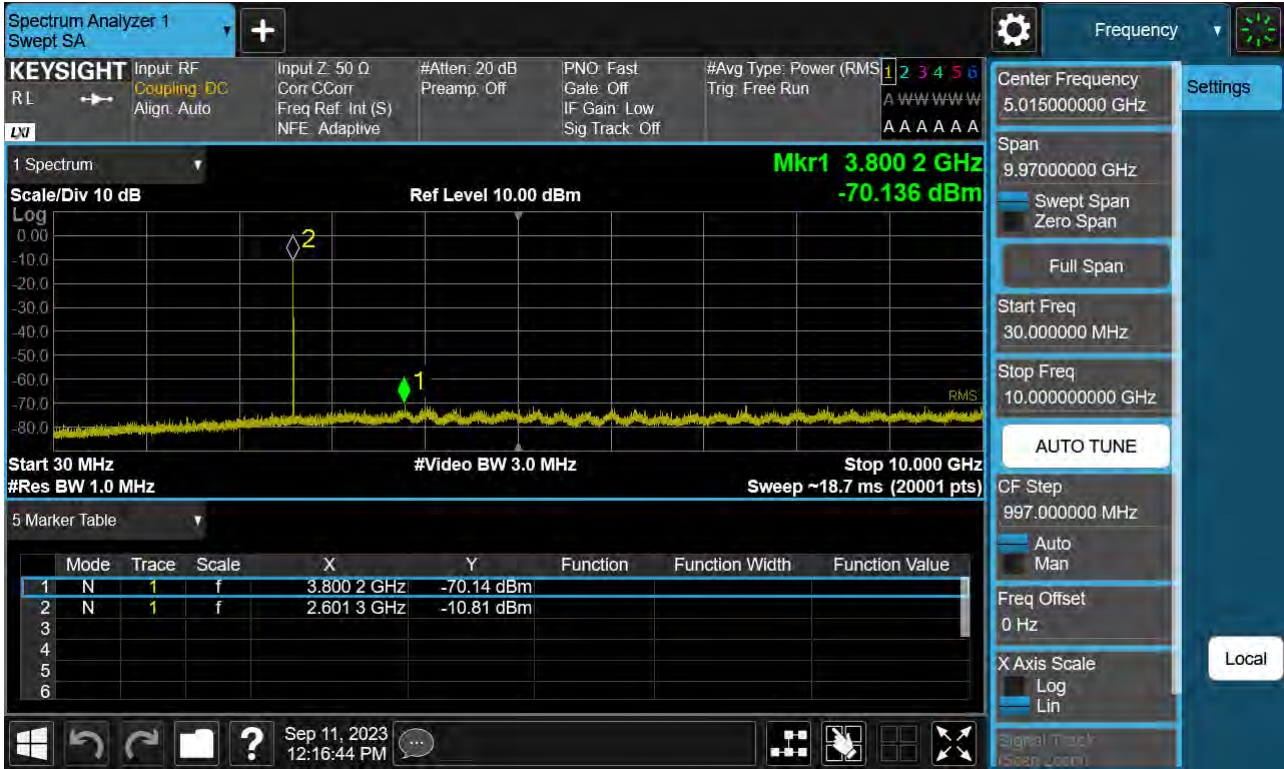 Spectrum Analyzer 1
Swept SA
+
Frequency
KEYSIGHT
RL
LXI
Input: RF
Coupling: DC
Align: Auto
Input Z: 50 Ω
Corr CCorr
Freq Ref: Int (S)
NFE: Adaptive
#Atten: 20 dB
Preamp: Off
PNO: Fast
Gate: Off
IF Gain: Low
Sig Track: Off
#Avg Type: Power (RMS
Trig: Free Run
1 2 3 4 5 6
A W W W W W
A A A A A A
1 Spectrum
Scale/Div 10 dB
Ref Level 10.00 dBm
Mkr1 3.800 2 GHz
-70.136 dBm
Log
0.00
-10.0
-20.0
-30.0
-40.0
-50.0
-60.0
-70.0
-80.0
2
1
RMS
Start 30 MHz
#Video BW 3.0 MHz
Stop 10.000 GHz
#Res BW 1.0 MHz
Sweep ~18.7 ms (20001 pts)
5 Marker Table
Mode Trace Scale X Y Function Function Width Function Value
1 N 1 f 3.800 2 GHz -70.14 dBm
2 N 1 f 2.601 3 GHz -10.81 dBm
3
4
5
6
?
Sep 11, 2023
12:16:44 PM
Center Frequency
5.015000000 GHz
Settings
Span
9.97000000 GHz
Swept Span
Zero Span
Full Span
Start Freq
30.000000 MHz
Stop Freq
10.000000000 GHz
AUTO TUNE
CF Step
997.000000 MHz
Auto
Man
Freq Offset
0 Hz
X Axis Scale
Log
Lin
Local
Signal Track
(Span Zoom)